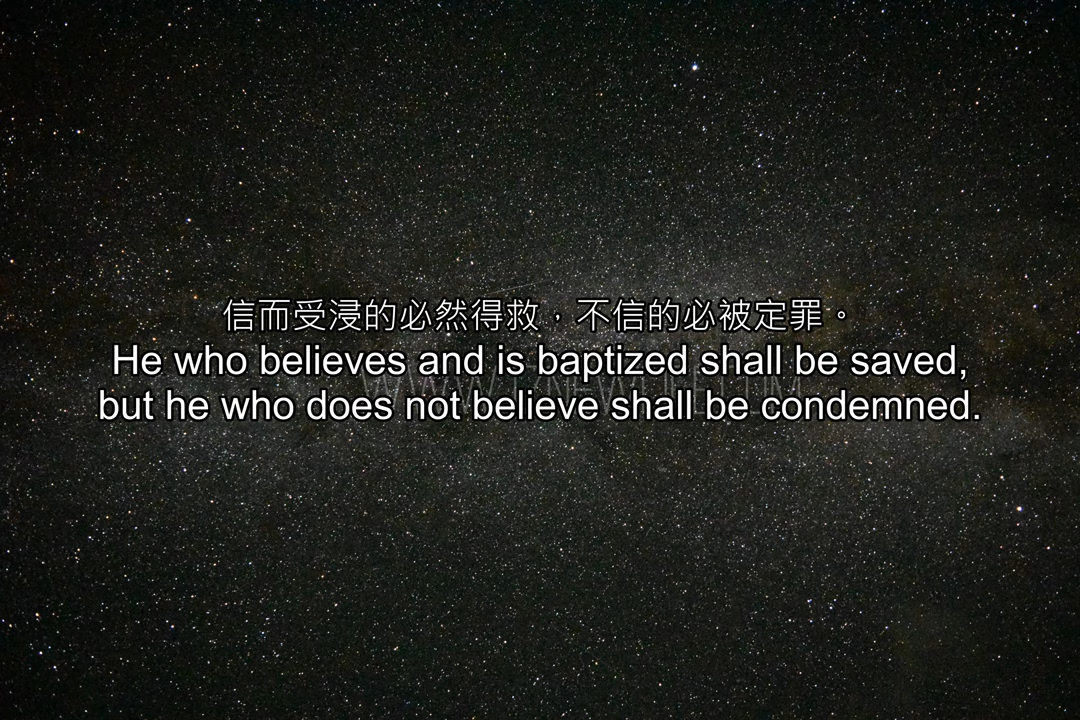 信而受浸的必然得救，不信的必被定罪。
He who believes and is baptized shall be saved,
but he who does not believe shall be condemned.